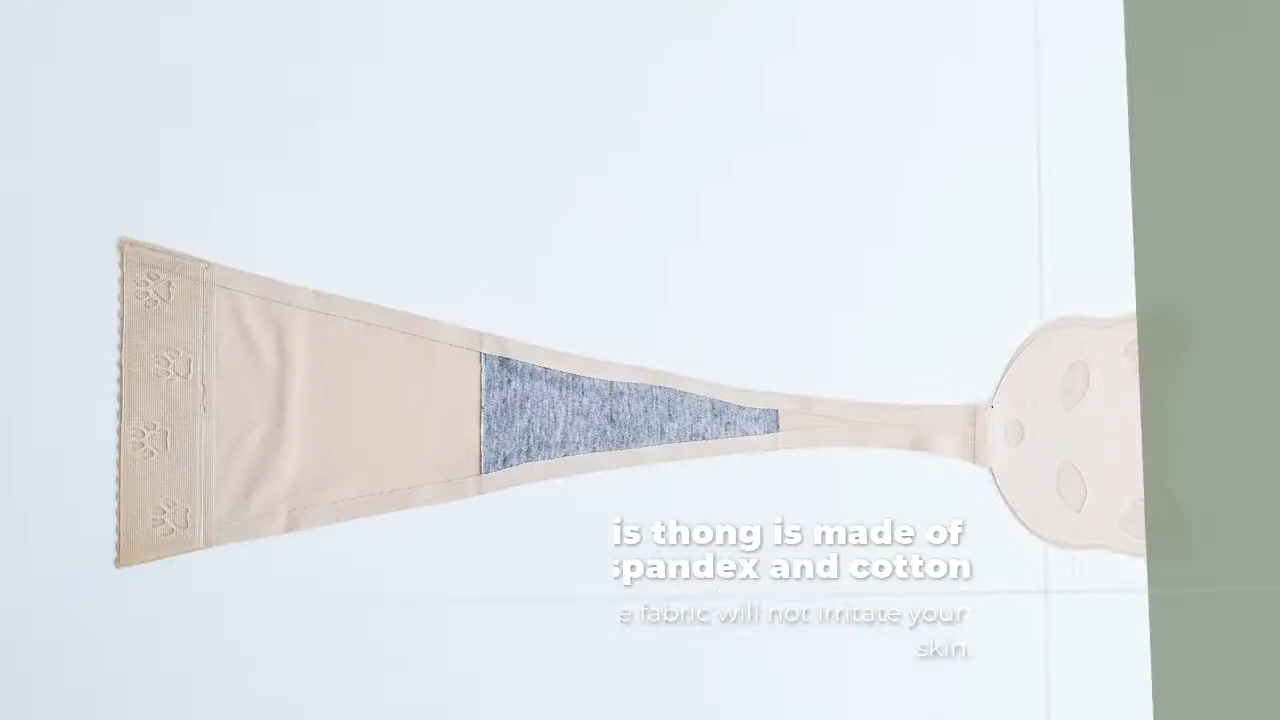 is thong is made of
spandex and cotton
e fabric will not irritate your
skin.